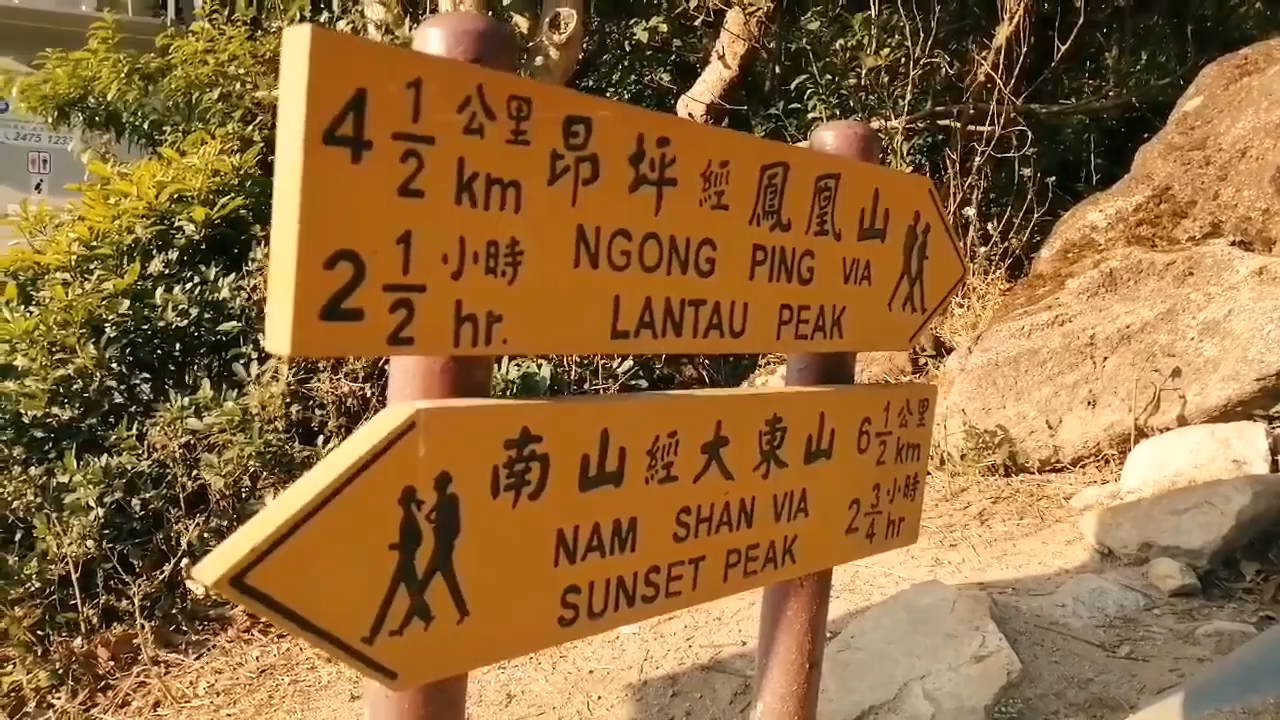 4 1/2 公里 km
2 1/2 小時 hr.
昂坪經鳳凰山
NGONG PING VIA
LANTAU PEAK
南山經大東山
NAM SHAN VIA
SUNSET PEAK
6 1/2 公里 km
2 3/4 小時 hr
2475 1233